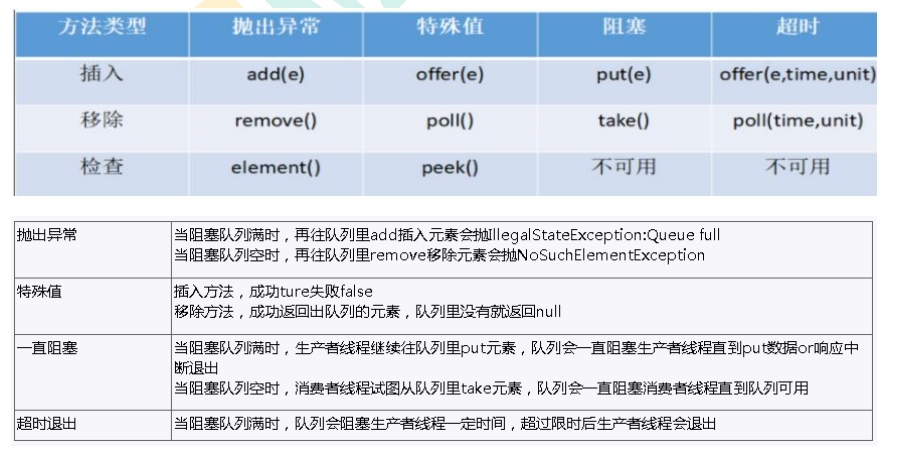 方法类型 抛出异常 特殊值 阻塞 超时
插入 add(e) offer(e) put(e) offer(e,time,unit)
移除 remove() poll() take() poll(time,unit)
检查 element() peek() 不可用 不可用
抛出异常 当阻塞队列满时，再往队列里add插入元素会抛IllegalStateException:Queue full
当阻塞队列空时，再往队列里remove移除元素会抛NoSuchElementException
特殊值 插入方法，成功ture失败false
移除方法，成功返回出队列的元素，队列里没有就返回null
一直阻塞 当阻塞队列满时，生产者线程继续往队列里put元素，队列会一直阻塞生产者线程直到put数据or响应中
断退出
当阻塞队列空时，消费者线程试图从队列里take元素，队列会一直阻塞消费者线程直到队列可用
超时退出 当阻塞队列满时，队列会阻塞生产者线程一定时间，超过限时后生产者线程会退出